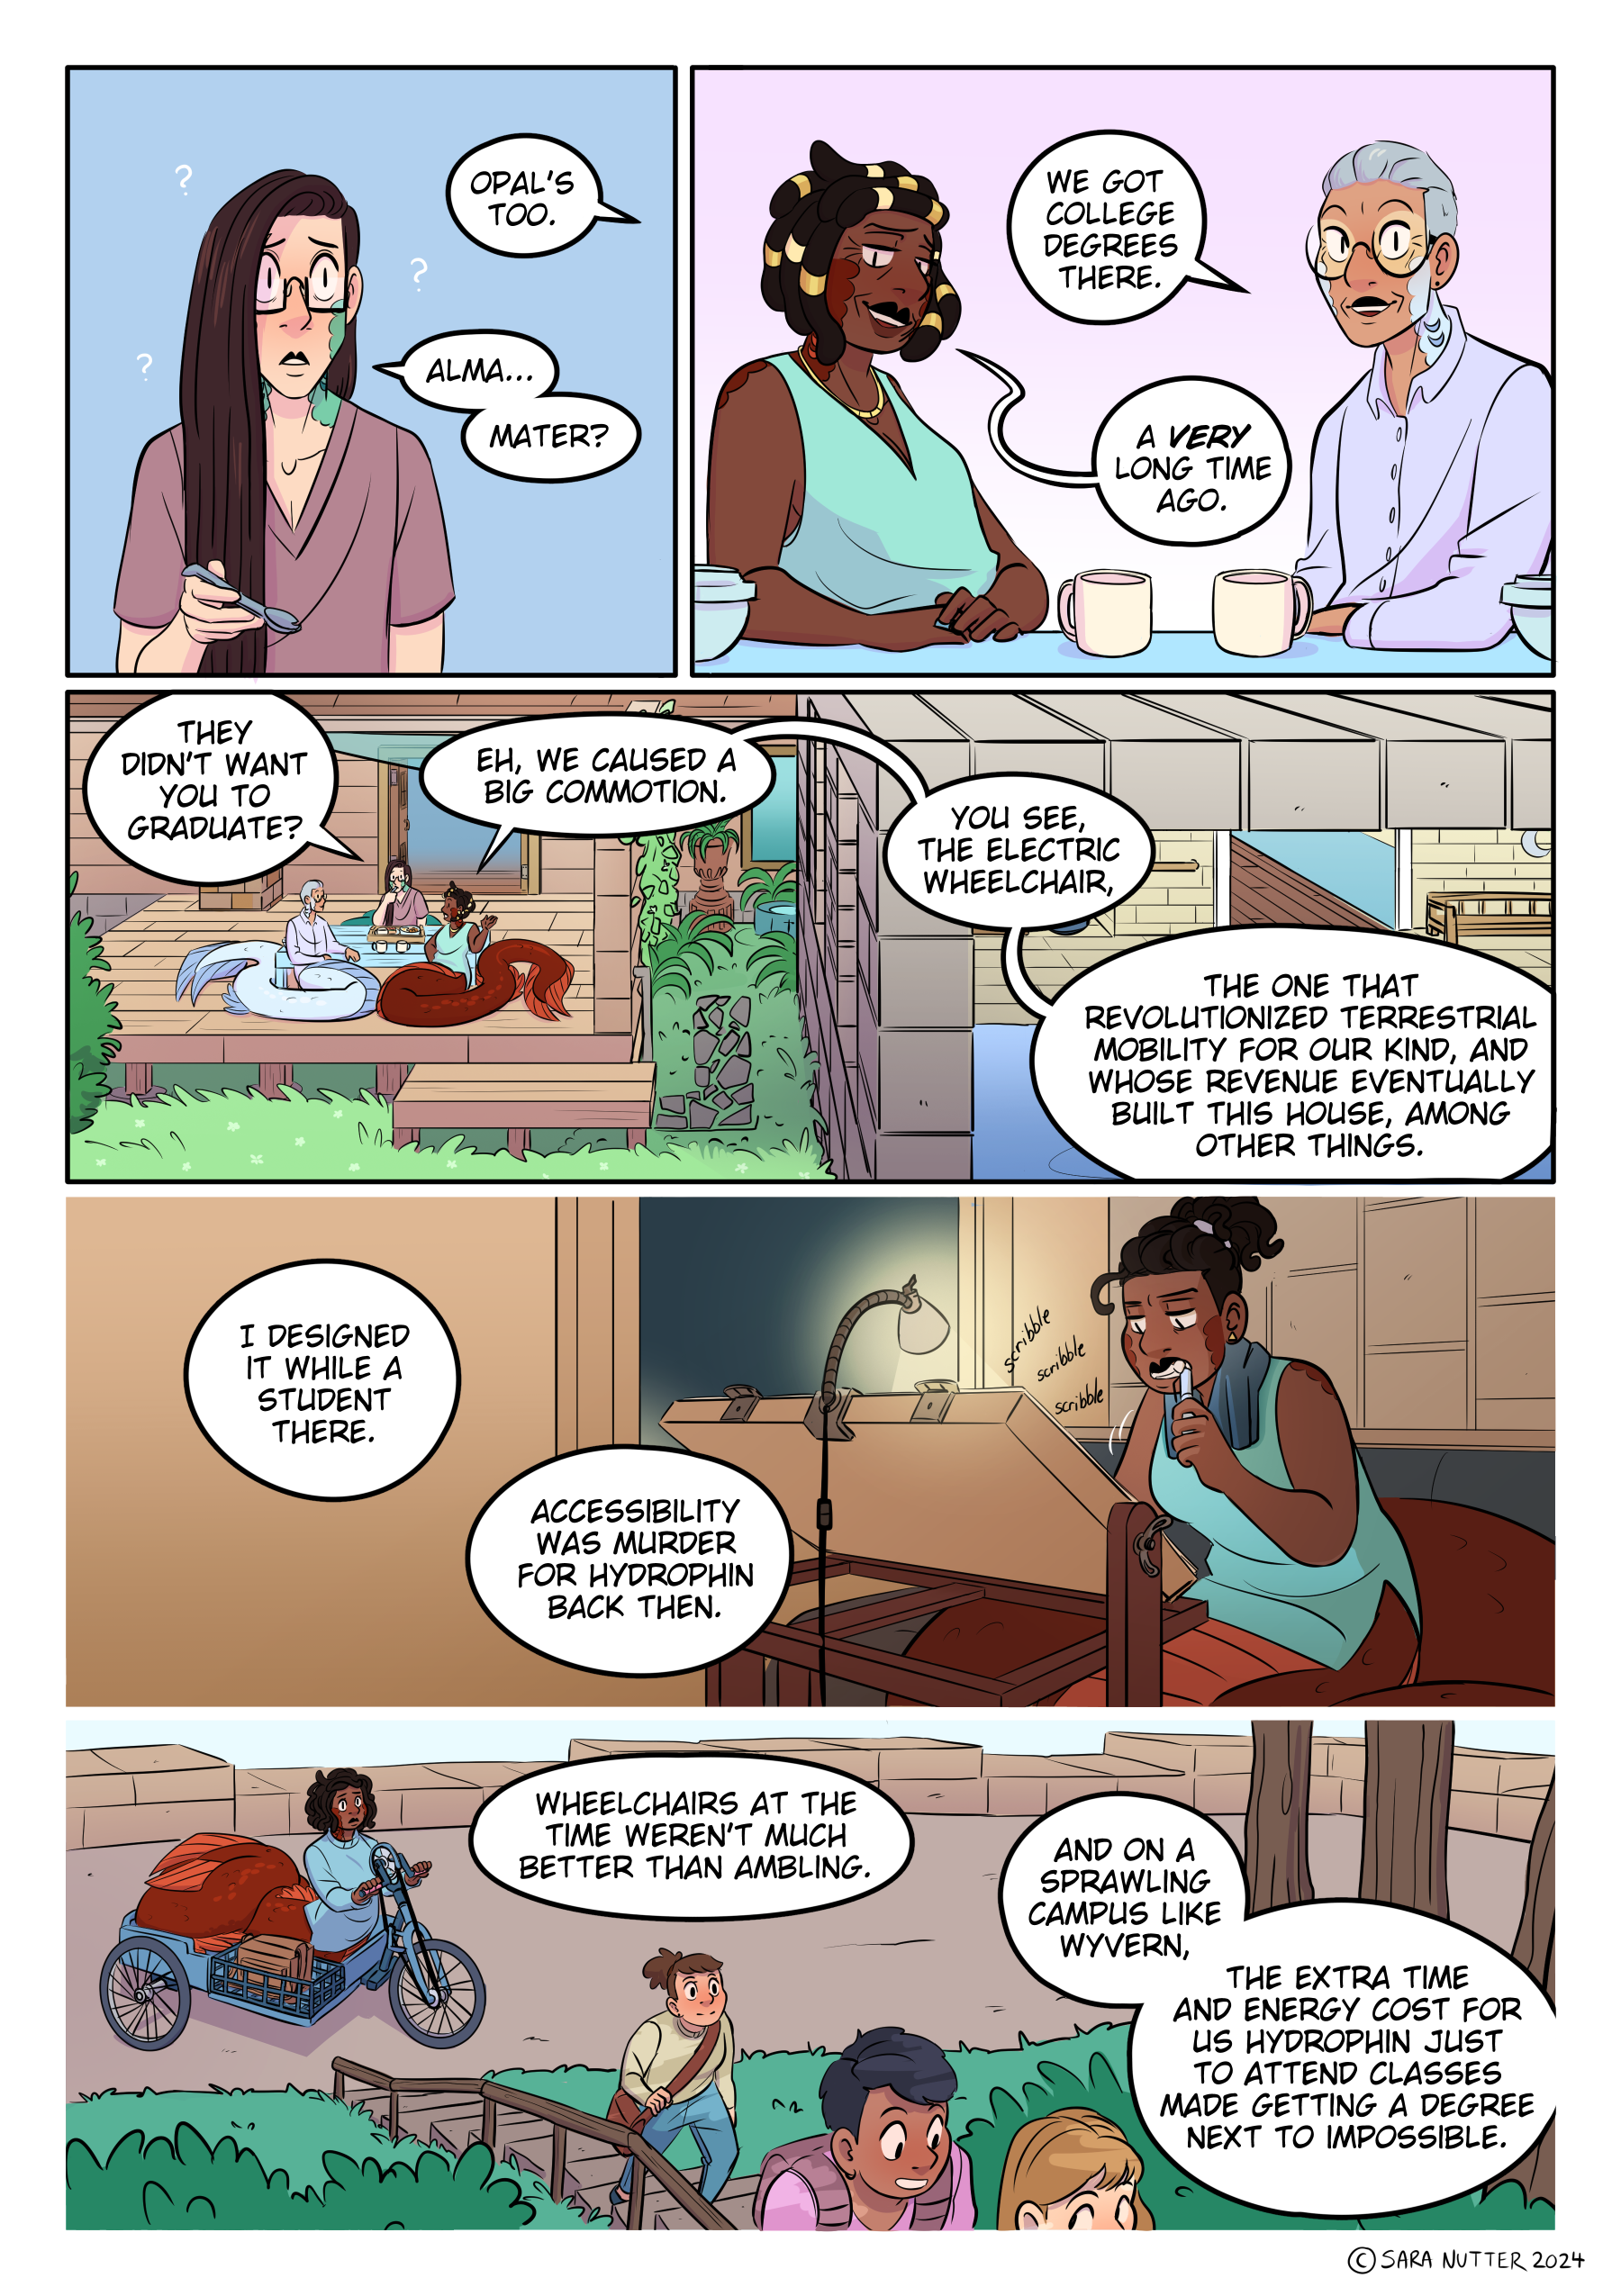 OPAL'S
TOO.
ALMA...
MATER?
WE GOT
COLLEGE
DEGREES
THERE.
A VERY
LONG TIME
AGO.
THEY
DIDN'T WANT
YOU TO
GRADUATE?
EH, WE CAUSED A
BIG COMMOTION.
YOU SEE,
THE ELECTRIC
WHEELCHAIR,
THE ONE THAT
REVOLUTIONIZED TERRESTRIAL
MOBILITY FOR OUR KIND, AND
WHOSE REVENUE EVENTUALLY
BUILT THIS HOUSE, AMONG
OTHER THINGS.
I DESIGNED
IT WHILE A
STUDENT
THERE.
ACCESSIBILITY
WAS MURDER
FOR HYDROPHIN
BACK THEN.
scribble
scribble
scribble
WHEELCHAIRS AT THE
TIME WEREN'T MUCH
BETTER THAN AMBLING.
AND ON A
SPRAWLING
CAMPUS LIKE
WYVERN,
THE EXTRA TIME
AND ENERGY COST FOR
US HYDROPHIN JUST
TO ATTEND CLASSES
MADE GETTING A DEGREE
NEXT TO IMPOSSIBLE.
? ? ?
© SARA NUTTER 2024